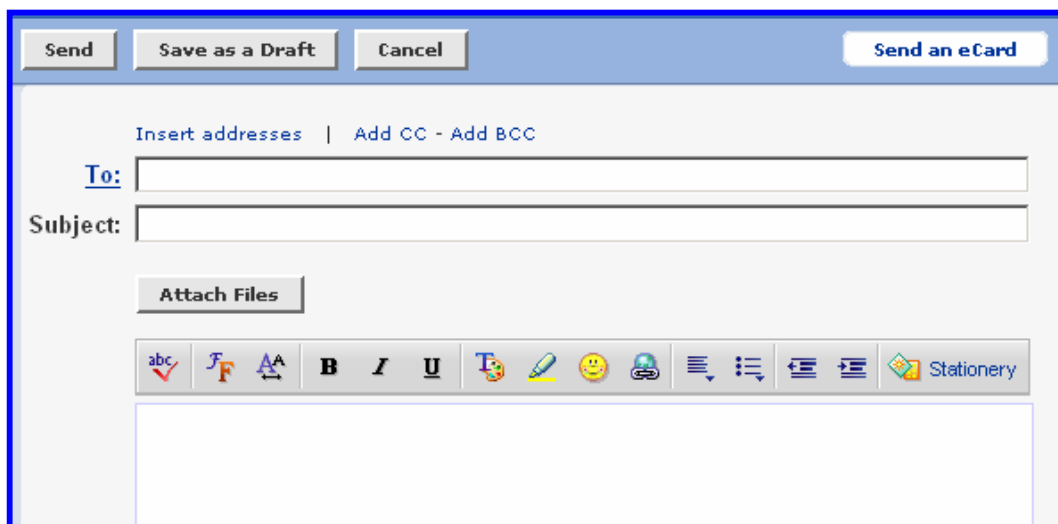 Send Save as a Draft Cancel Send an eCard
Insert addresses | Add CC - Add BCC
To:
Subject:
Attach Files
abc F F A A B I U T Stationery